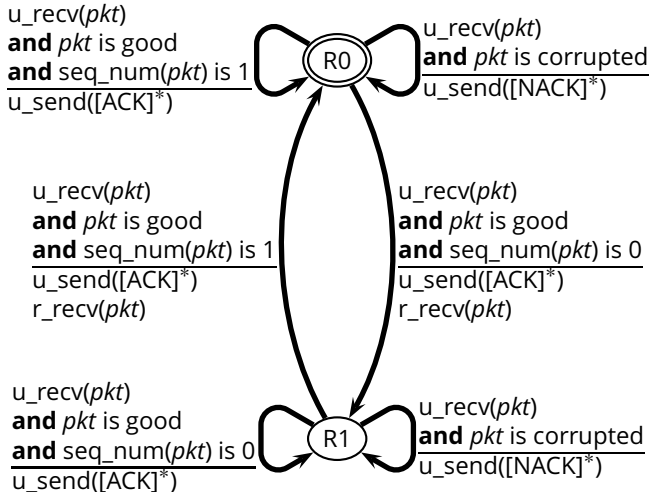 u_recv(pkt)
and pkt is good
and seq_num(pkt) is 1
u_send([ACK]*)
R0
u_recv(pkt)
and pkt is corrupted
u_send([NACK]*)
u_recv(pkt)
and pkt is good
and seq_num(pkt) is 1
u_send([ACK]*)
r_recv(pkt)
u_recv(pkt)
and pkt is good
and seq_num(pkt) is 0
u_send([ACK]*)
r_recv(pkt)
u_recv(pkt)
and pkt is good
and seq_num(pkt) is 0
u_send([ACK]*)
R1
u_recv(pkt)
and pkt is corrupted
u_send([NACK]*)